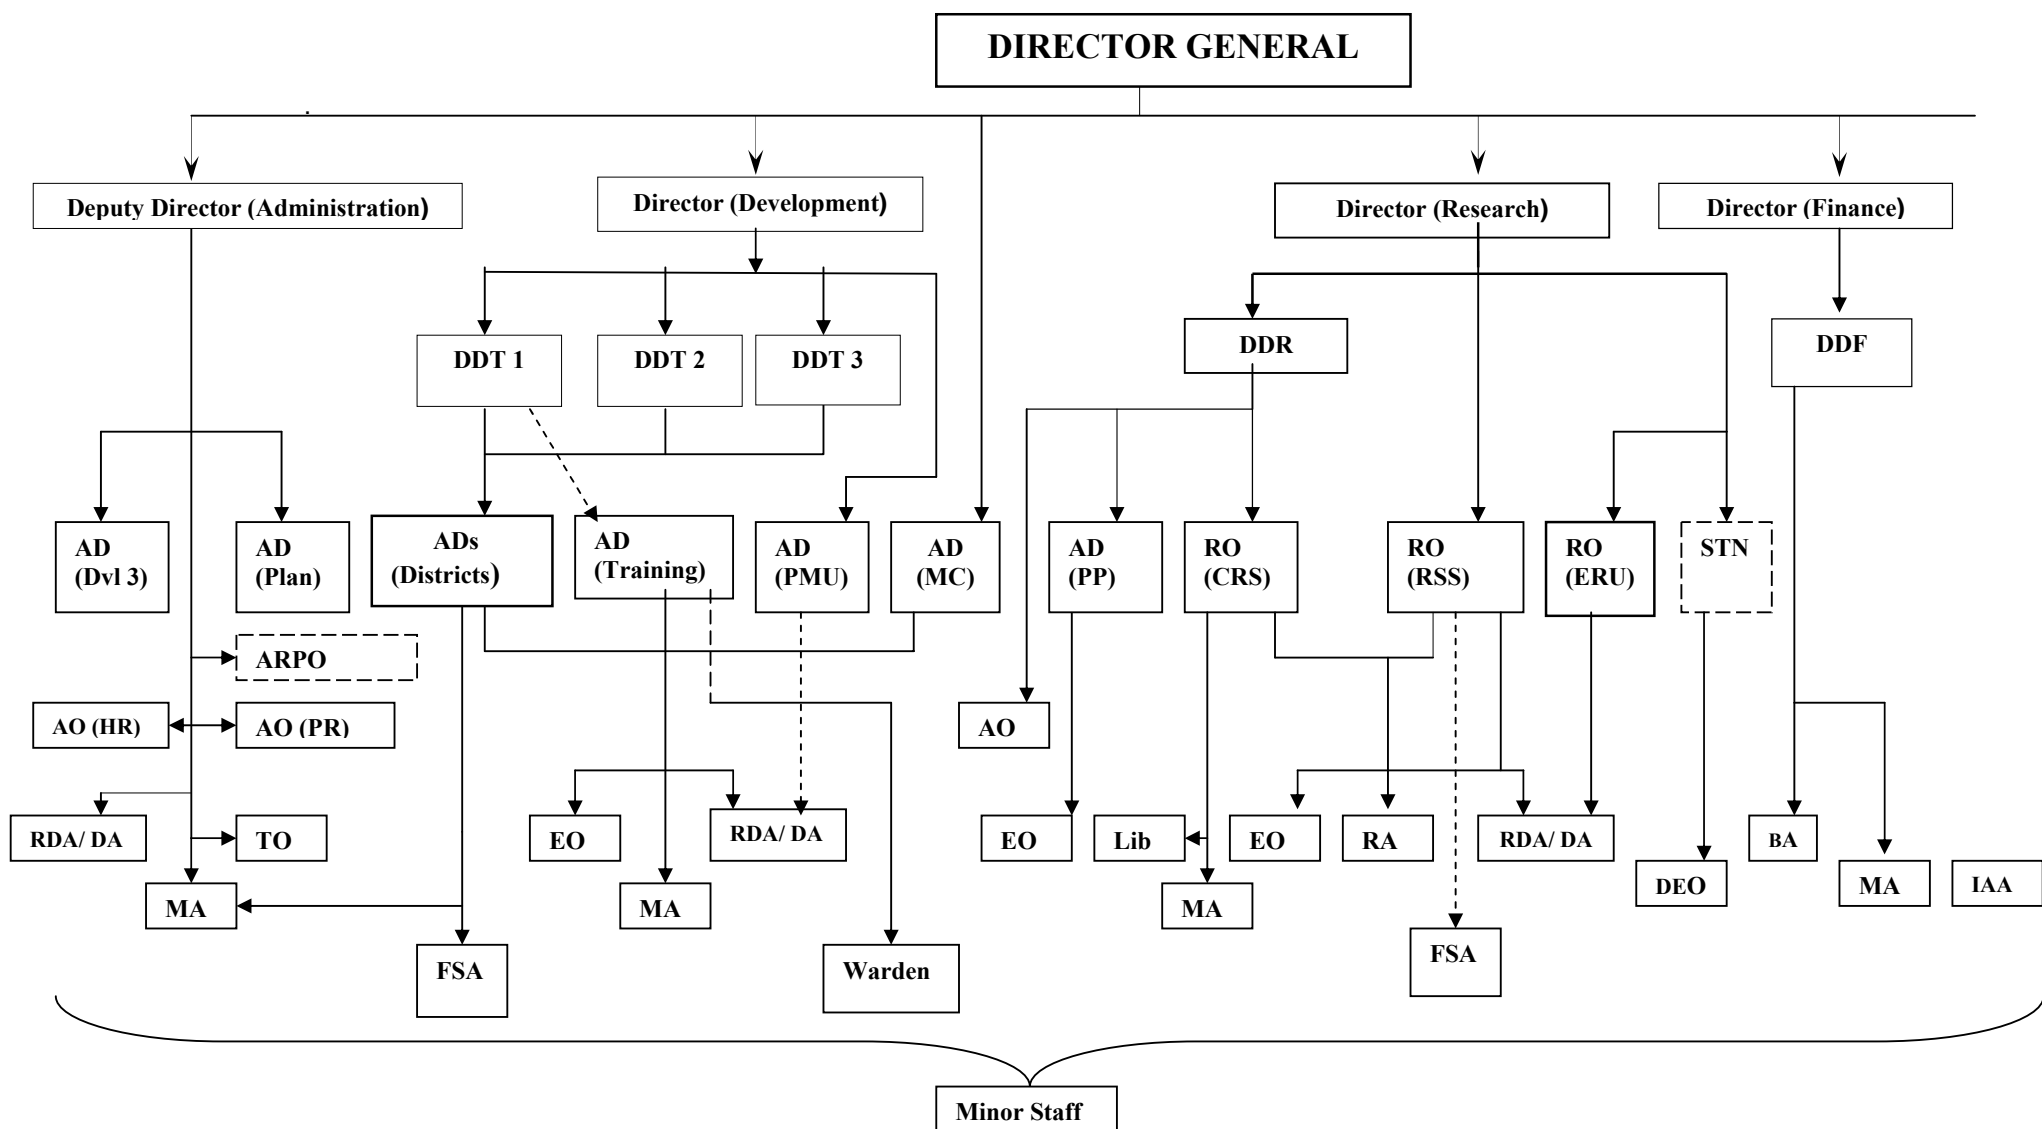 DIRECTOR GENERAL
Deputy Director (Administration)
Director (Development)
Director (Research)
Director (Finance)
DDT 1
DDT 2
DDT 3
DDR
DDF
AD
(Dvl 3)
AD
(Plan)
ADs
(Districts)
AD
(Training)
AD
(PMU)
AD
(MC)
AD
(PP)
RO
(CRS)
RO
(RSS)
RO
(ERU)
STN
ARPO
AO (HR)
AO (PR)
AO
RDA/ DA
TO
EO
RDA/ DA
EO
Lib
EO
RA
RDA/ DA
BA
DEO
MA
IAA
MA
MA
MA
FSA
Warden
FSA
Minor Staff